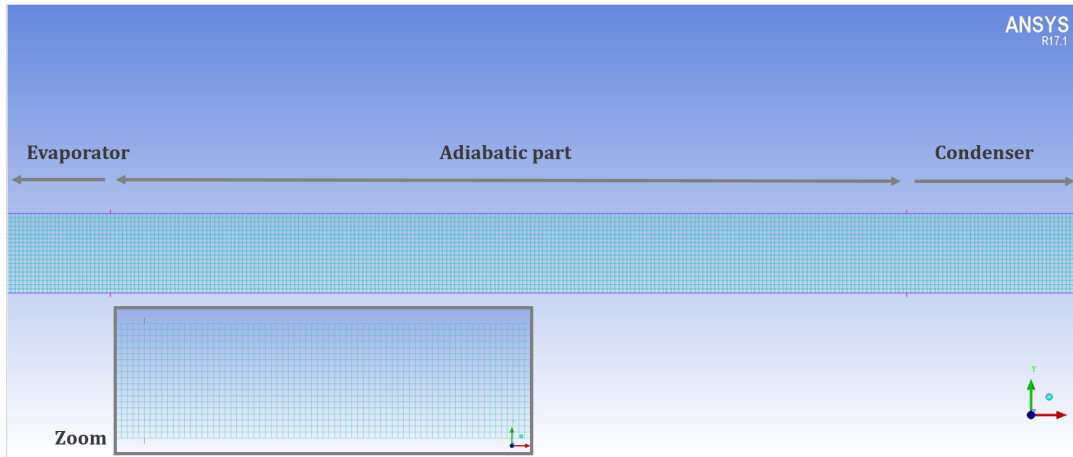 ANSYS
R17.1
Evaporator
Adiabatic part
Condenser
Zoom
Y